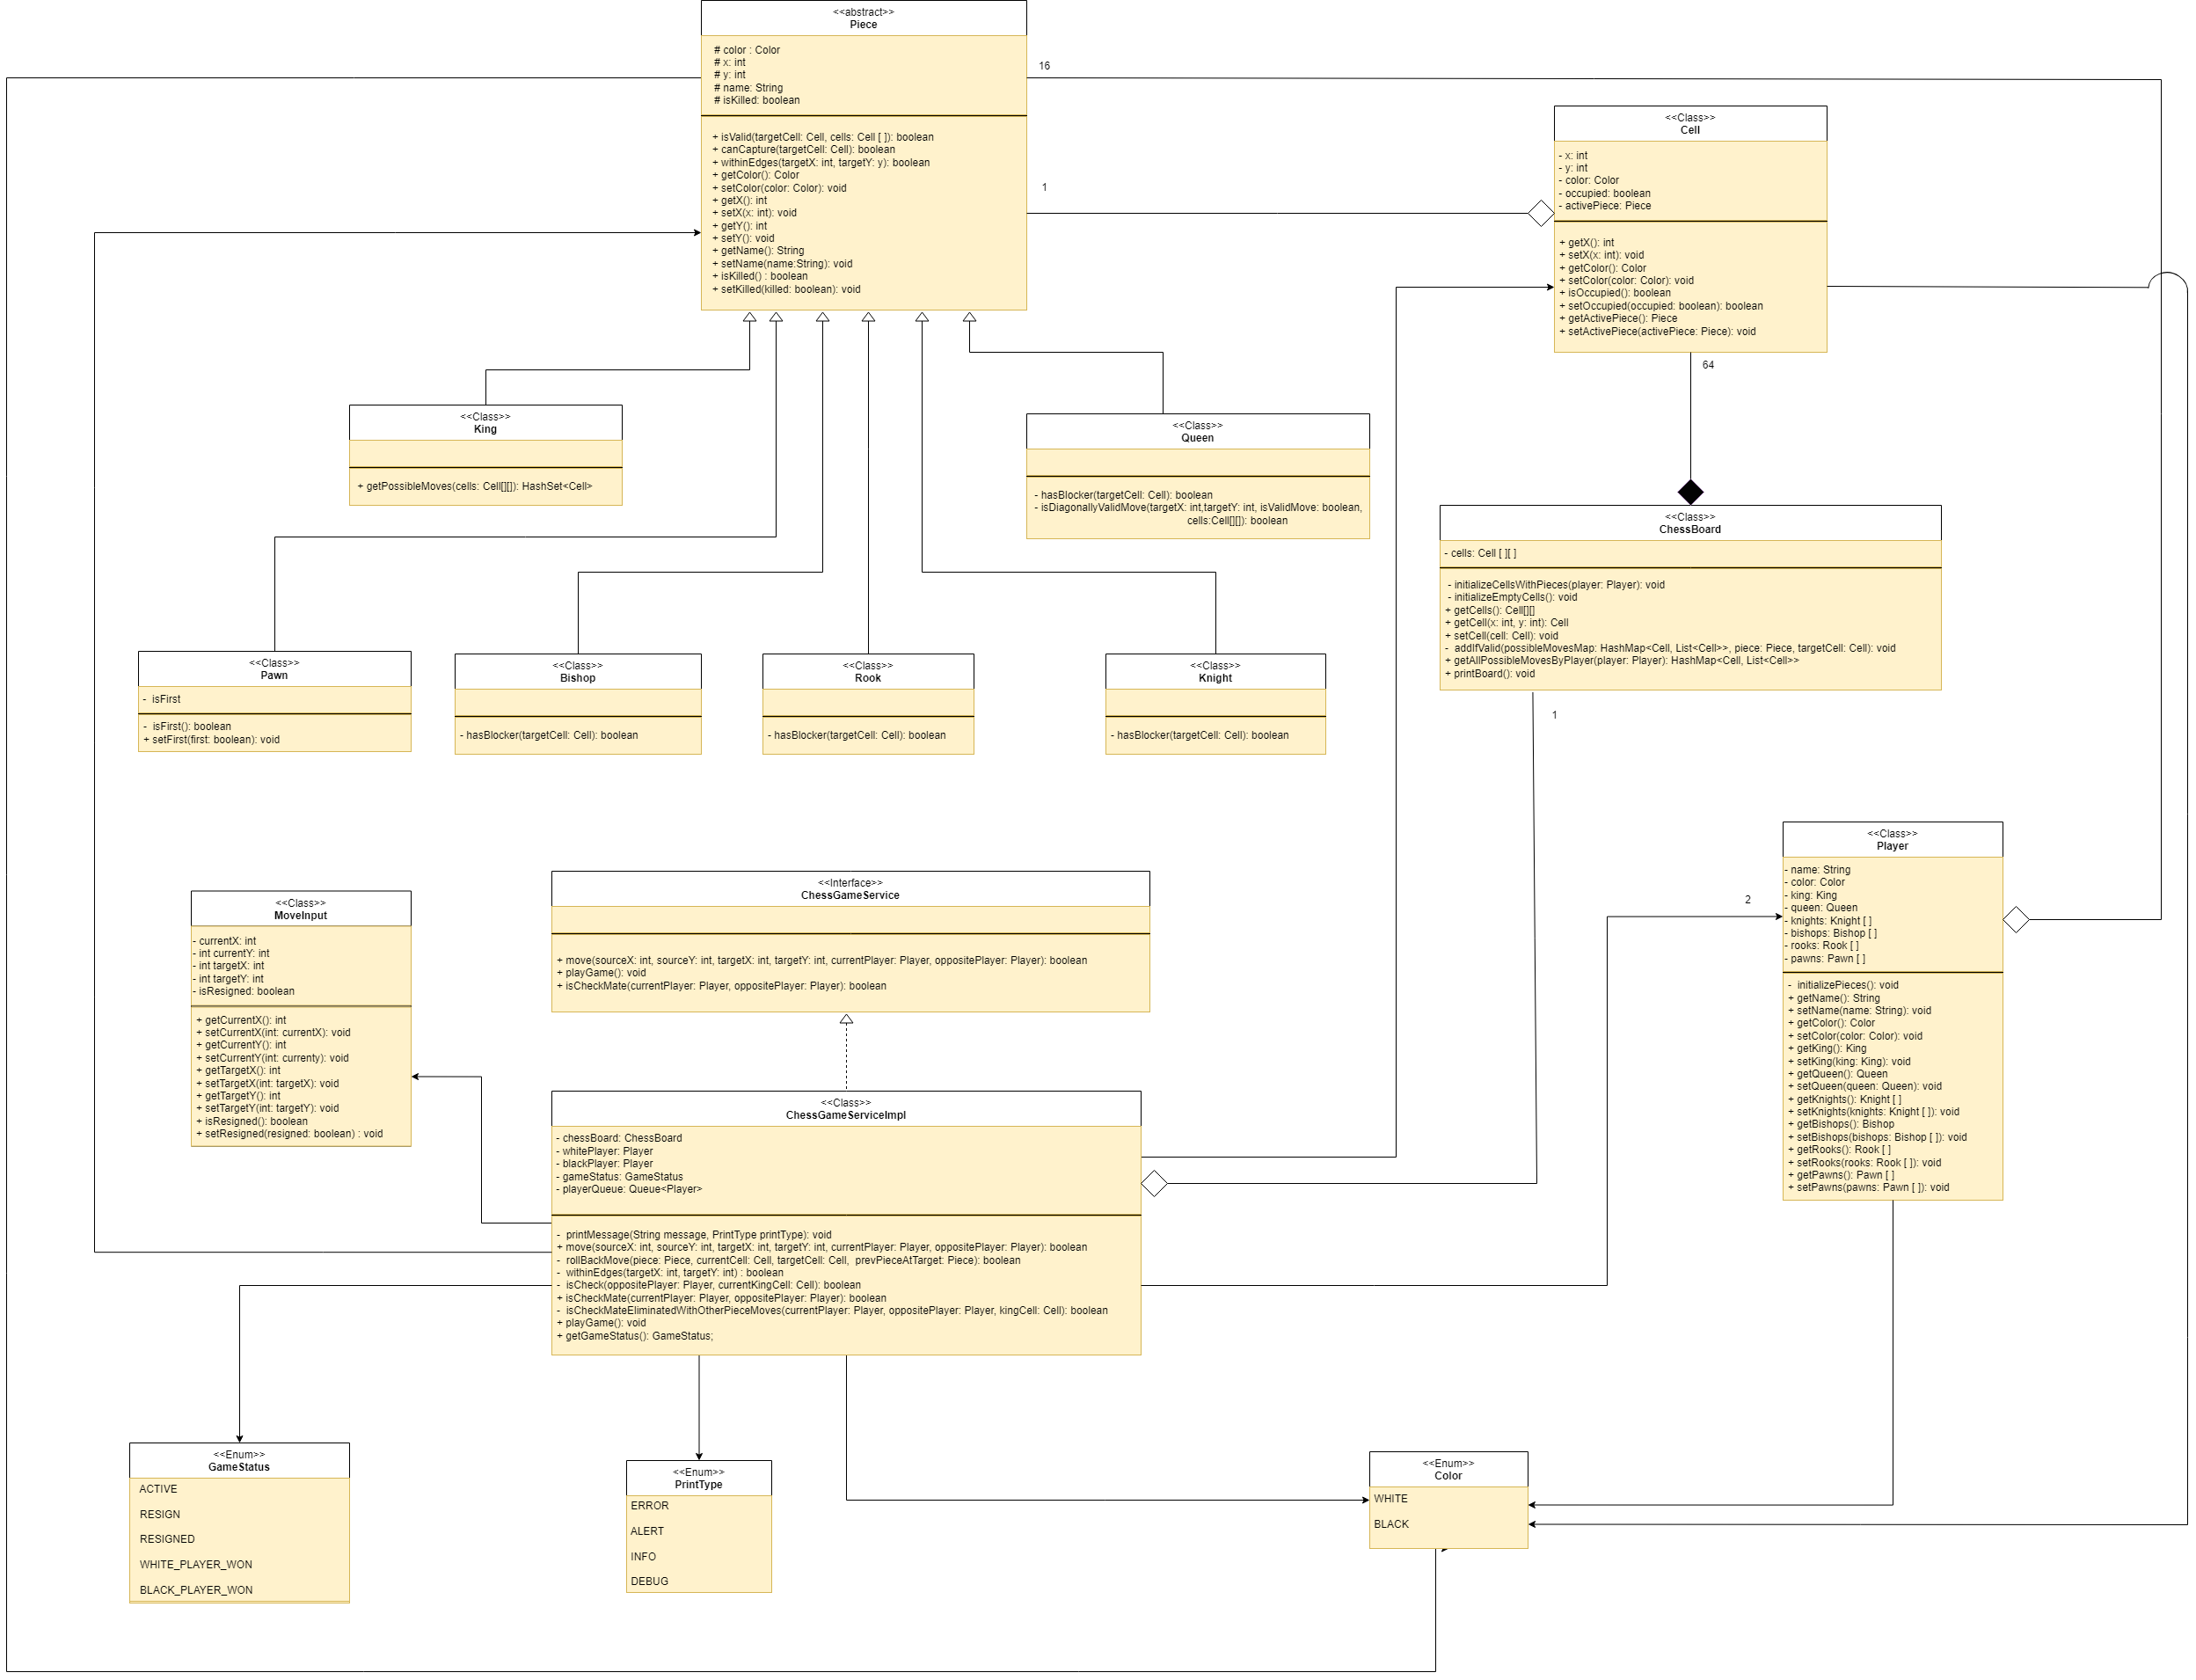 <<abstract>>
Piece
# color : Color
# x: int
# y: int
# name: String
# isKilled: boolean
+ isValid(targetCell: Cell, cells: Cell [ ]): boolean
+ canCapture(targetCell: Cell): boolean
+ withinEdges(targetX: int, targetY: y): boolean
+ getColor(): Color
+ setColor(color: Color): void
+ getX(): int
+ setX(x: int): void
+ getY(): int
+ setY(): void
+ getName(): String
+ setName(name:String): void
+ isKilled() : boolean
+ setKilled(killed: boolean): void
16
1
<<Class>>
Cell
- x: int
- y: int
- color: Color
- occupied: boolean
- activePiece: Piece
+ getX(): int
+ setX(x: int): void
+ getColor(): Color
+ setColor(color: Color): void
+ isOccupied(): boolean
+ setOccupied(occupied: boolean): boolean
+ getActivePiece(): Piece
+ setActivePiece(activePiece: Piece): void
64
<<Class>>
King
+ getPossibleMoves(cells: Cell[][]): HashSet<Cell>
<<Class>>
Queen
- hasBlocker(targetCell: Cell): boolean
- isDiagonallyValidMove(targetX: int,targetY: int, isValidMove: boolean,
cells:Cell[][]): boolean
<<Class>>
ChessBoard
- cells: Cell [ ][ ]
- initializeCellsWithPieces(player: Player): void
- initializeEmptyCells(): void
+ getCells(): Cell[][]
+ getCell(x: int, y: int): Cell
+ setCell(cell: Cell): void
- addIfValid(possibleMovesMap: HashMap<Cell, List<Cell>>, piece: Piece, targetCell: Cell): void
+ getAllPossibleMovesByPlayer(player: Player): HashMap<Cell, List<Cell>>
+ printBoard(): void
1
<<Class>>
Pawn
- isFirst
- isFirst(): boolean
+ setFirst(first: boolean): void
<<Class>>
Bishop
- hasBlocker(targetCell: Cell): boolean
<<Class>>
Rook
- hasBlocker(targetCell: Cell): boolean
<<Class>>
Knight
- hasBlocker(targetCell: Cell): boolean
<<Class>>
Player
- name: String
- color: Color
- king: King
- queen: Queen
- knights: Knight [ ]
- bishops: Bishop [ ]
- rooks: Rook [ ]
- pawns: Pawn [ ]
- initializePieces(): void
+ getName(): String
+ setName(name: String): void
+ getColor(): Color
+ setColor(color: Color): void
+ getKing(): King
+ setKing(king: King): void
+ getQueen(): Queen
+ setQueen(queen: Queen): void
+ getKnights(): Knight [ ]
+ setKnights(knights: Knight [ ]): void
+ getBishops(): Bishop
+ setBishops(bishops: Bishop [ ]): void
+ getRooks(): Rook [ ]
+ setRooks(rooks: Rook [ ]): void
+ getPawns(): Pawn [ ]
+ setPawns(pawns: Pawn [ ]): void
2
<<Class>>
MoveInput
- currentX: int
- int currentY: int
- int targetX: int
- int targetY: int
- isResigned: boolean
+ getCurrentX(): int
+ setCurrentX(int: currentX): void
+ getCurrentY(): int
+ setCurrentY(int: currenty): void
+ getTargetX(): int
+ setTargetX(int: targetX): void
+ getTargetY(): int
+ setTargetY(int: targetY): void
+ isResigned(): boolean
+ setResigned(resigned: boolean) : void
<<Interface>>
ChessGameService
+ move(sourceX: int, sourceY: int, targetX: int, targetY: int, currentPlayer: Player, oppositePlayer: Player): boolean
+ playGame(): void
+ isCheckMate(currentPlayer: Player, oppositePlayer: Player): boolean
<<Class>>
ChessGameServiceImpl
- chessBoard: ChessBoard
- whitePlayer: Player
- blackPlayer: Player
- gameStatus: GameStatus
- playerQueue: Queue<Player>
- printMessage(String message, PrintType printType): void
+ move(sourceX: int, sourceY: int, targetX: int, targetY: int, currentPlayer: Player, oppositePlayer: Player): boolean
- rollBackMove(piece: Piece, currentCell: Cell, targetCell: Cell, prevPieceAtTarget: Piece): boolean
- withinEdges(targetX: int, targetY: int) : boolean
- isCheck(oppositePlayer: Player, currentKingCell: Cell): boolean
+ isCheckMate(currentPlayer: Player, oppositePlayer: Player): boolean
- isCheckMateEliminatedWithOtherPieceMoves(currentPlayer: Player, oppositePlayer: Player, kingCell: Cell): boolean
+ playGame(): void
+ getGameStatus(): GameStatus;
<<Enum>>
GameStatus
ACTIVE
RESIGN
RESIGNED
WHITE_PLAYER_WON
BLACK_PLAYER_WON
<<Enum>>
PrintType
ERROR
ALERT
INFO
DEBUG
<<Enum>>
Color
WHITE
BLACK